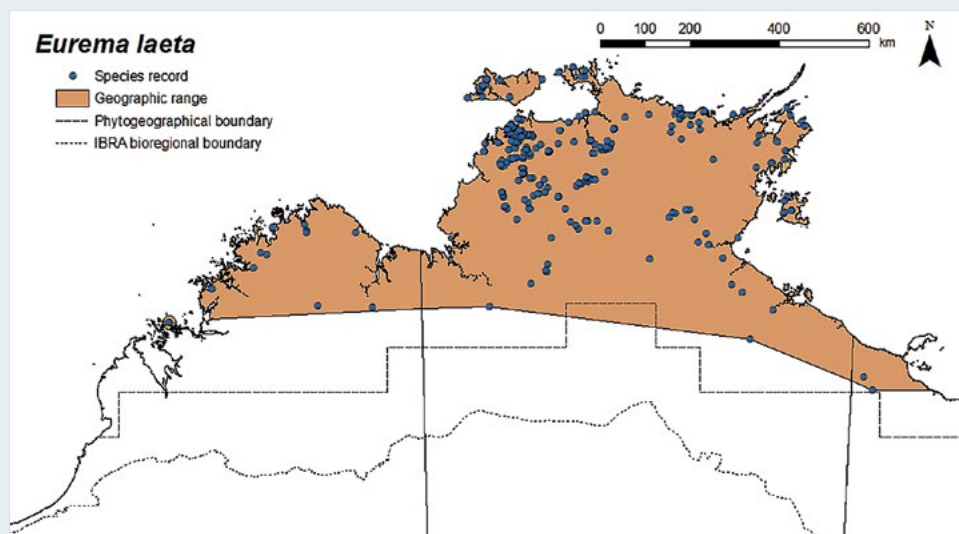 Eurema laeta
Species record
Geographic range
Phytogeographical boundary
IBRA bioregional boundary
0 100 200 400 600
km
N